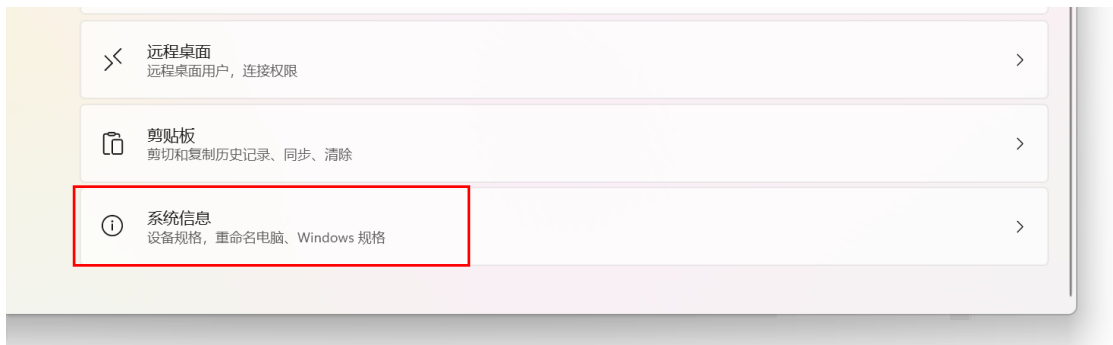 远程桌面
远程桌面用户，连接权限
剪贴板
剪切和复制历史记录、同步、清除
系统信息
设备规格，重命名电脑、Windows 规格